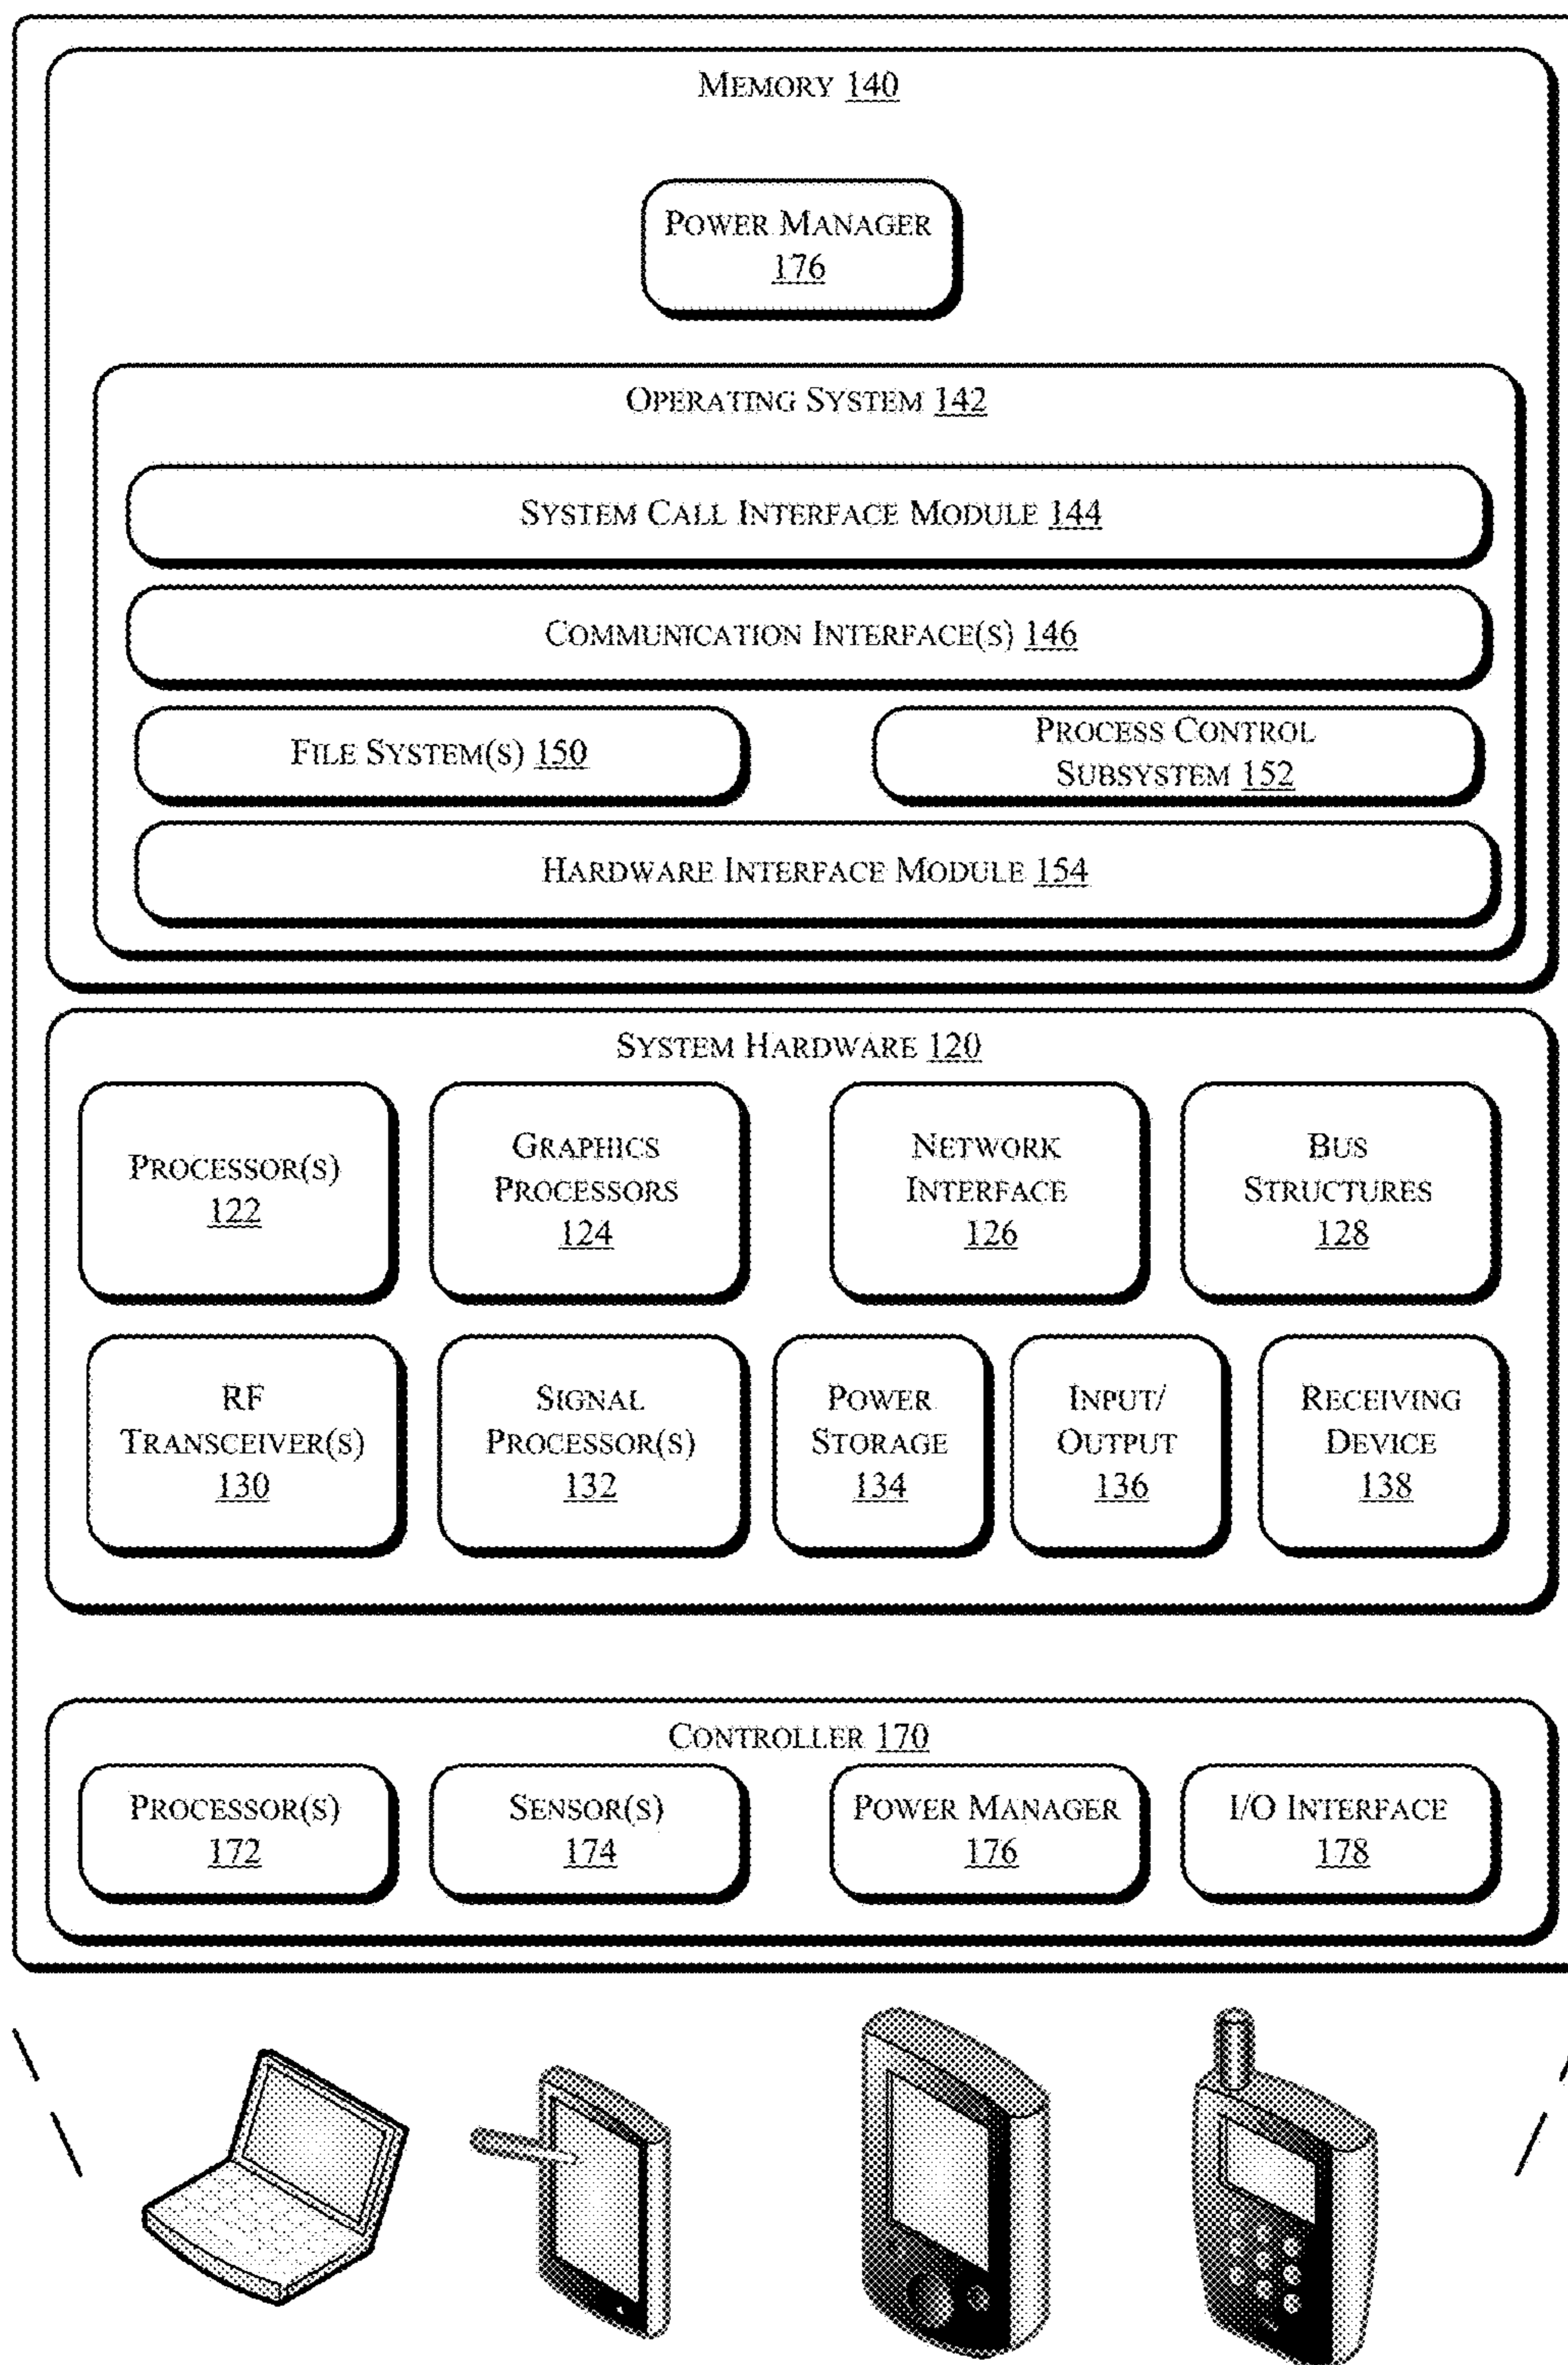 MEMORY 140
POWER MANAGER
176
OPERATING SYSTEM 142
SYSTEM CALL INTERFACE MODULE 144
COMMUNICATION INTERFACE(S) 146
FILE SYSTEM(S) 150
PROCESS CONTROL
SUBSYSTEM 152
HARDWARE INTERFACE MODULE 154
SYSTEM HARDWARE 120
PROCESSOR(S)
122
GRAPHICS
PROCESSORS
124
NETWORK
INTERFACE
126
BUS
STRUCTURES
128
RF
TRANSCEIVER(S)
130
SIGNAL
PROCESSOR(S)
132
POWER
STORAGE
134
INPUT/
OUTPUT
136
RECEIVING
DEVICE
138
CONTROLLER 170
PROCESSOR(S)
172
SENSOR(S)
174
POWER MANAGER
176
I/O INTERFACE
178